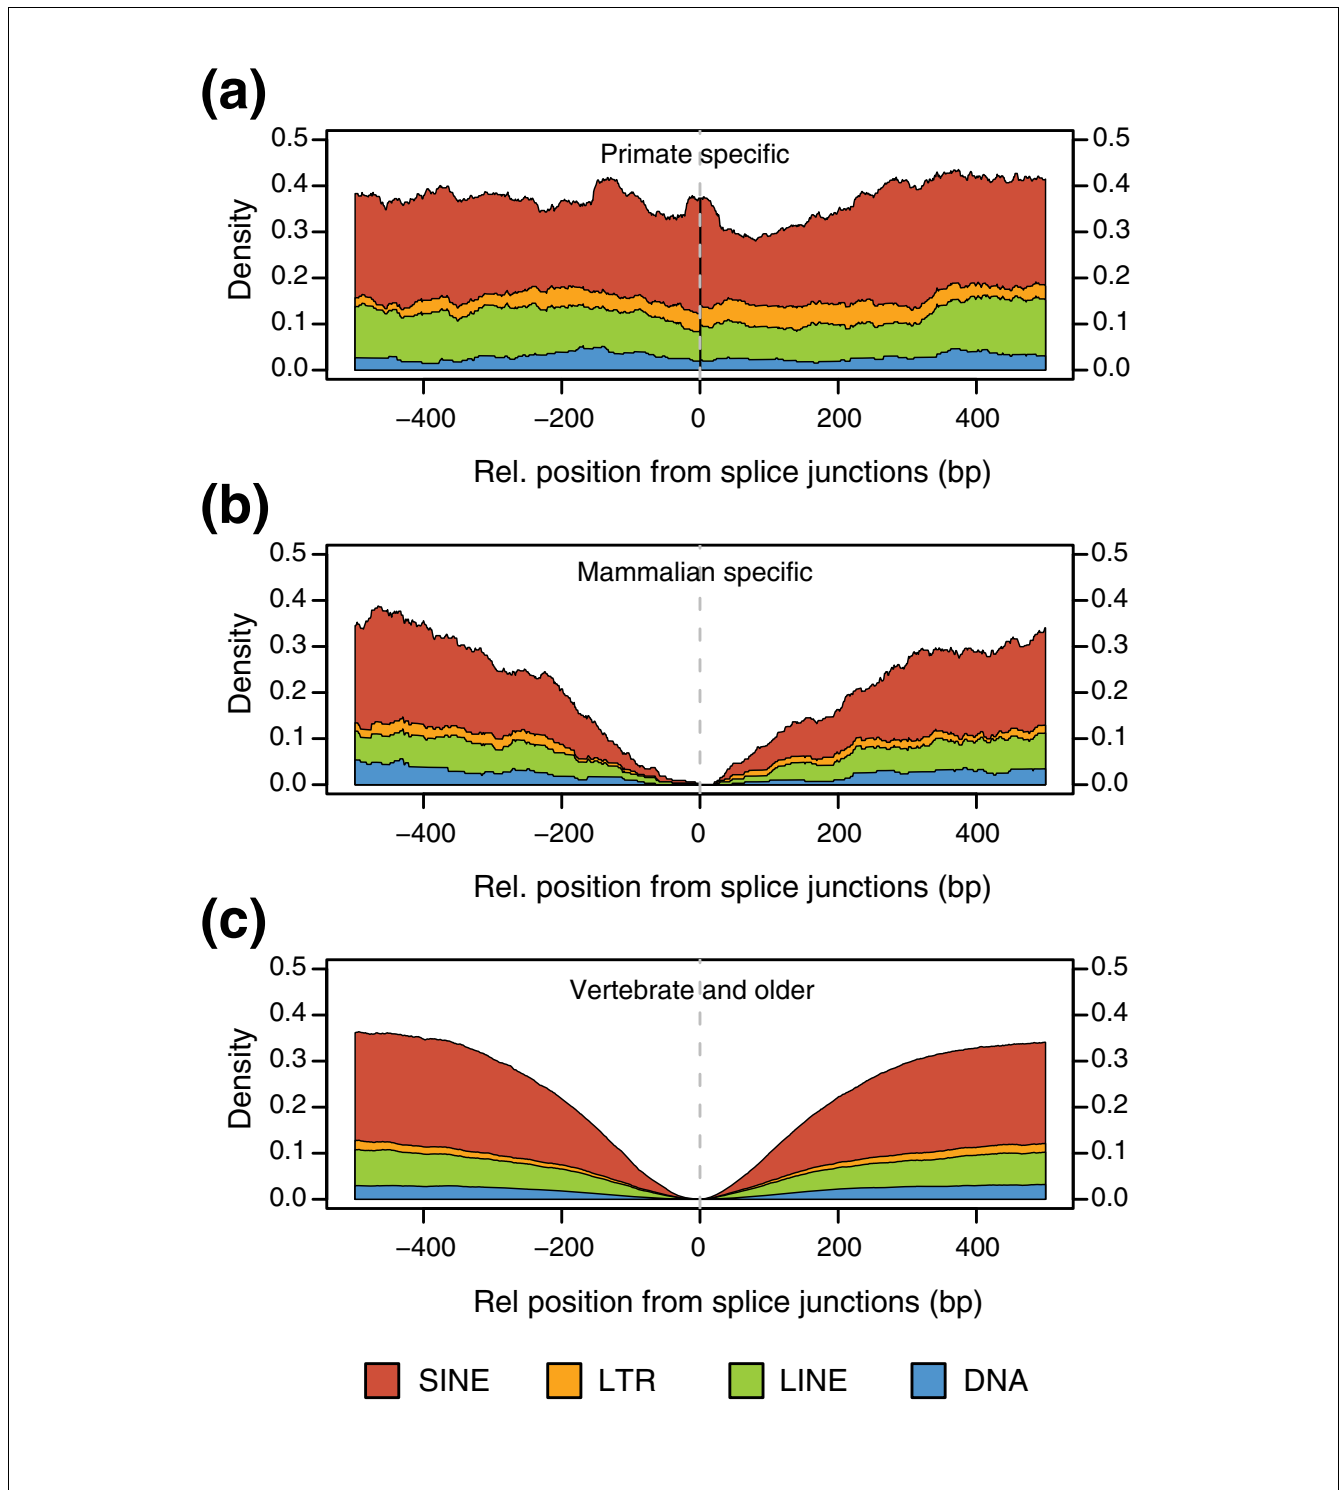 (a)
Primate specific
0.5 0.5
0.4 0.4
0.3 0.3
0.2 0.2
0.1 0.1
0.0 0.0
Density
−400 −200 0 200 400
Rel. position from splice junctions (bp)
(b)
Mammalian specific
0.5 0.5
0.4 0.4
0.3 0.3
0.2 0.2
0.1 0.1
0.0 0.0
Density
−400 −200 0 200 400
Rel. position from splice junctions (bp)
(c)
Vertebrate and older
0.5 0.5
0.4 0.4
0.3 0.3
0.2 0.2
0.1 0.1
0.0 0.0
Density
−400 −200 0 200 400
Rel position from splice junctions (bp)
SINE LTR LINE DNA